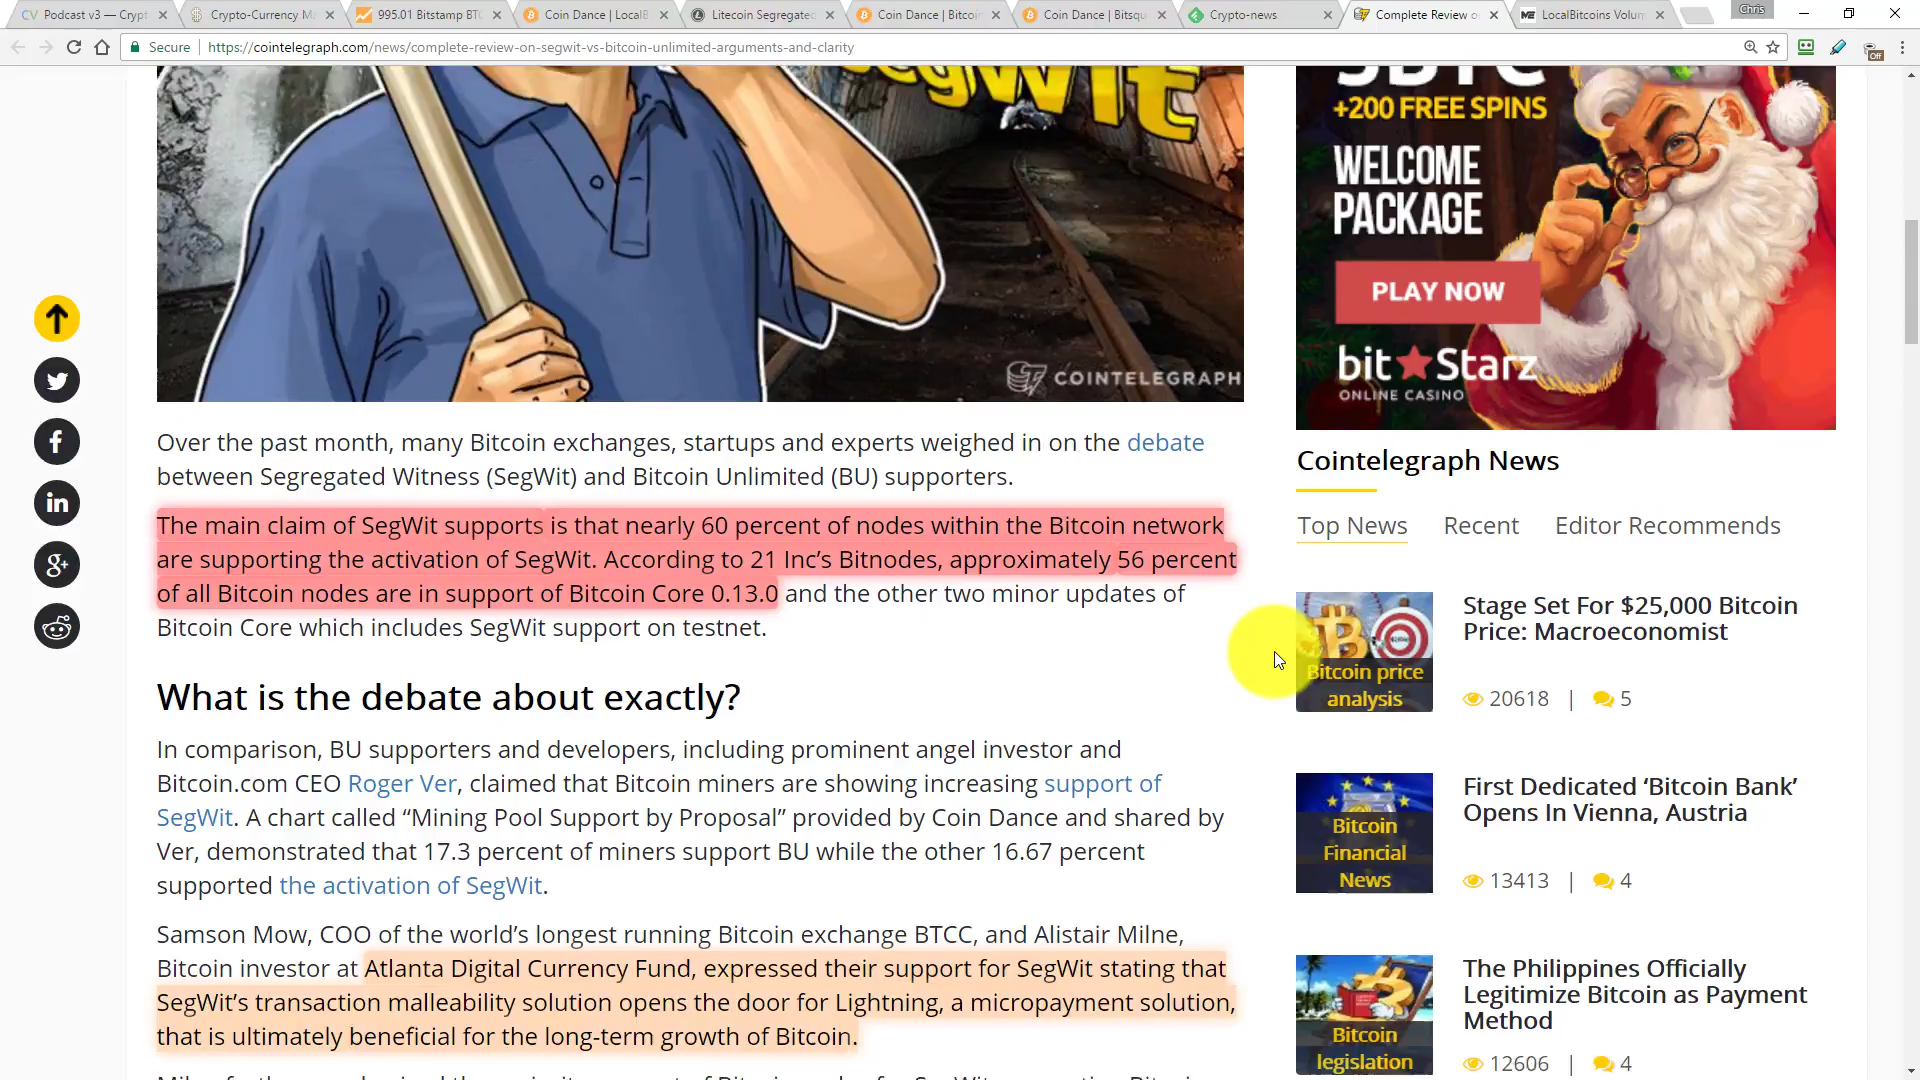 CV Podcast v3 — Crypt
Crypto-Currency Ma
995.01 Bitstamp BTC
Coin Dance | LocalB
Litecoin Segregated
Coin Dance | Bitcoin
Coin Dance | Bitsqu
Crypto-news
Complete Review o
LocalBitcoins Volum
Chris
Secure
https://cointelegraph.com/news/complete-review-on-segwit-vs-bitcoin-unlimited-arguments-and-clarity
Off
SegWit
COINTELEGRAPH
5BTC
+200 FREE SPINS
WELCOME
PACKAGE
PLAY NOW
bit Starz
ONLINE CASINO
Over the past month, many Bitcoin exchanges, startups and experts weighed in on the debate
between Segregated Witness (SegWit) and Bitcoin Unlimited (BU) supporters.
The main claim of SegWit supports is that nearly 60 percent of nodes within the Bitcoin network
are supporting the activation of SegWit. According to 21 Inc’s Bitnodes, approximately 56 percent
of all Bitcoin nodes are in support of Bitcoin Core 0.13.0 and the other two minor updates of
Bitcoin Core which includes SegWit support on testnet.
What is the debate about exactly?
In comparison, BU supporters and developers, including prominent angel investor and
Bitcoin.com CEO Roger Ver, claimed that Bitcoin miners are showing increasing support of
SegWit. A chart called “Mining Pool Support by Proposal” provided by Coin Dance and shared by
Ver, demonstrated that 17.3 percent of miners support BU while the other 16.67 percent
supported the activation of SegWit.
Samson Mow, COO of the world’s longest running Bitcoin exchange BTCC, and Alistair Milne,
Bitcoin investor at Atlanta Digital Currency Fund, expressed their support for SegWit stating that
SegWit’s transaction malleability solution opens the door for Lightning, a micropayment solution,
that is ultimately beneficial for the long-term growth of Bitcoin.
Cointelegraph News
Top News
Recent
Editor Recommends
Bitcoin price
analysis
Stage Set For $25,000 Bitcoin
Price: Macroeconomist
20618 | 5
Bitcoin
Financial
News
First Dedicated ‘Bitcoin Bank’
Opens In Vienna, Austria
13413 | 4
Bitcoin
legislation
The Philippines Officially
Legitimize Bitcoin as Payment
Method
12606 | 4